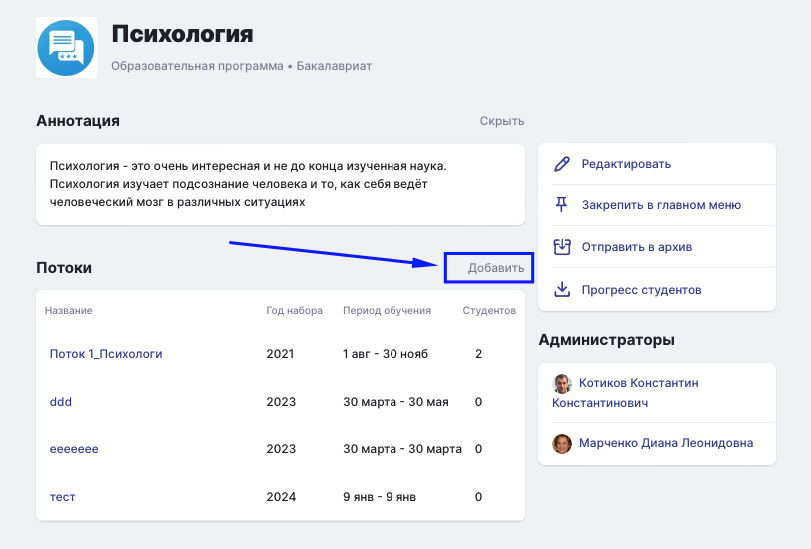 Психология
Образовательная программа • Бакалавриат
Аннотация
Скрыть
Психология - это очень интересная и не до конца изученная наука.
Психология изучает подсознание человека и то, как себя ведёт
человеческий мозг в различных ситуациях
Редактировать
Закрепить в главном меню
Отправить в архив
Прогресс студентов
Потоки
Добавить
Название Год набора Период обучения Студентов
Поток 1_Психологи 2021 1 авг - 30 нояб 2
ddd 2023 30 марта - 30 мая 0
eeeeeee 2023 30 марта - 30 марта 0
тест 2024 9 янв - 9 янв 0
Администраторы
Котиков Константин
Константинович
Марченко Диана Леонидовна